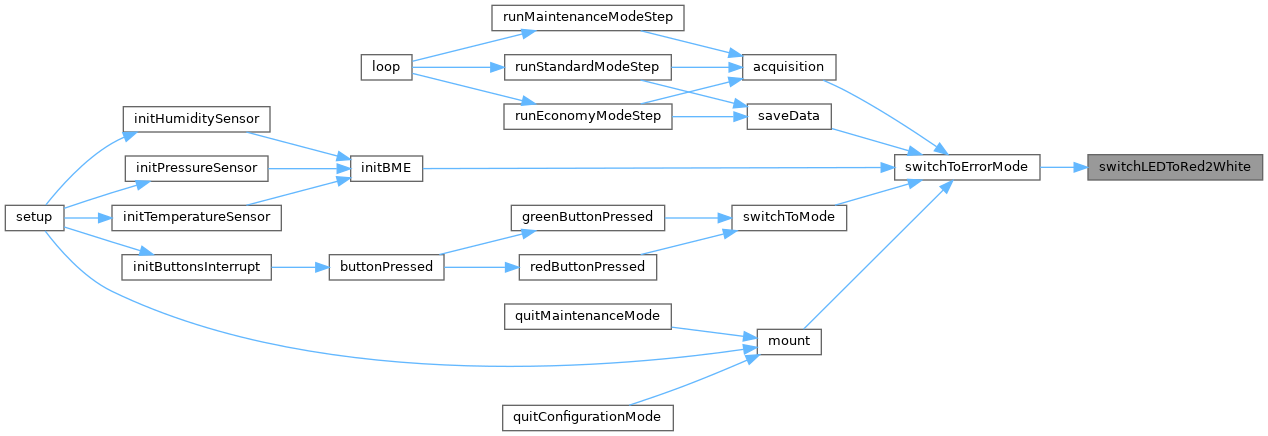 runMaintenanceModeStep
loop
runStandardModeStep
acquisition
runEconomyModeStep
saveData
initHumiditySensor
initPressureSensor
initBME
switchToErrorMode
switchLEDToRed2White
setup
initTemperatureSensor
greenButtonPressed
switchToMode
initButtonsInterrupt
buttonPressed
redButtonPressed
quitMaintenanceMode
mount
quitConfigurationMode